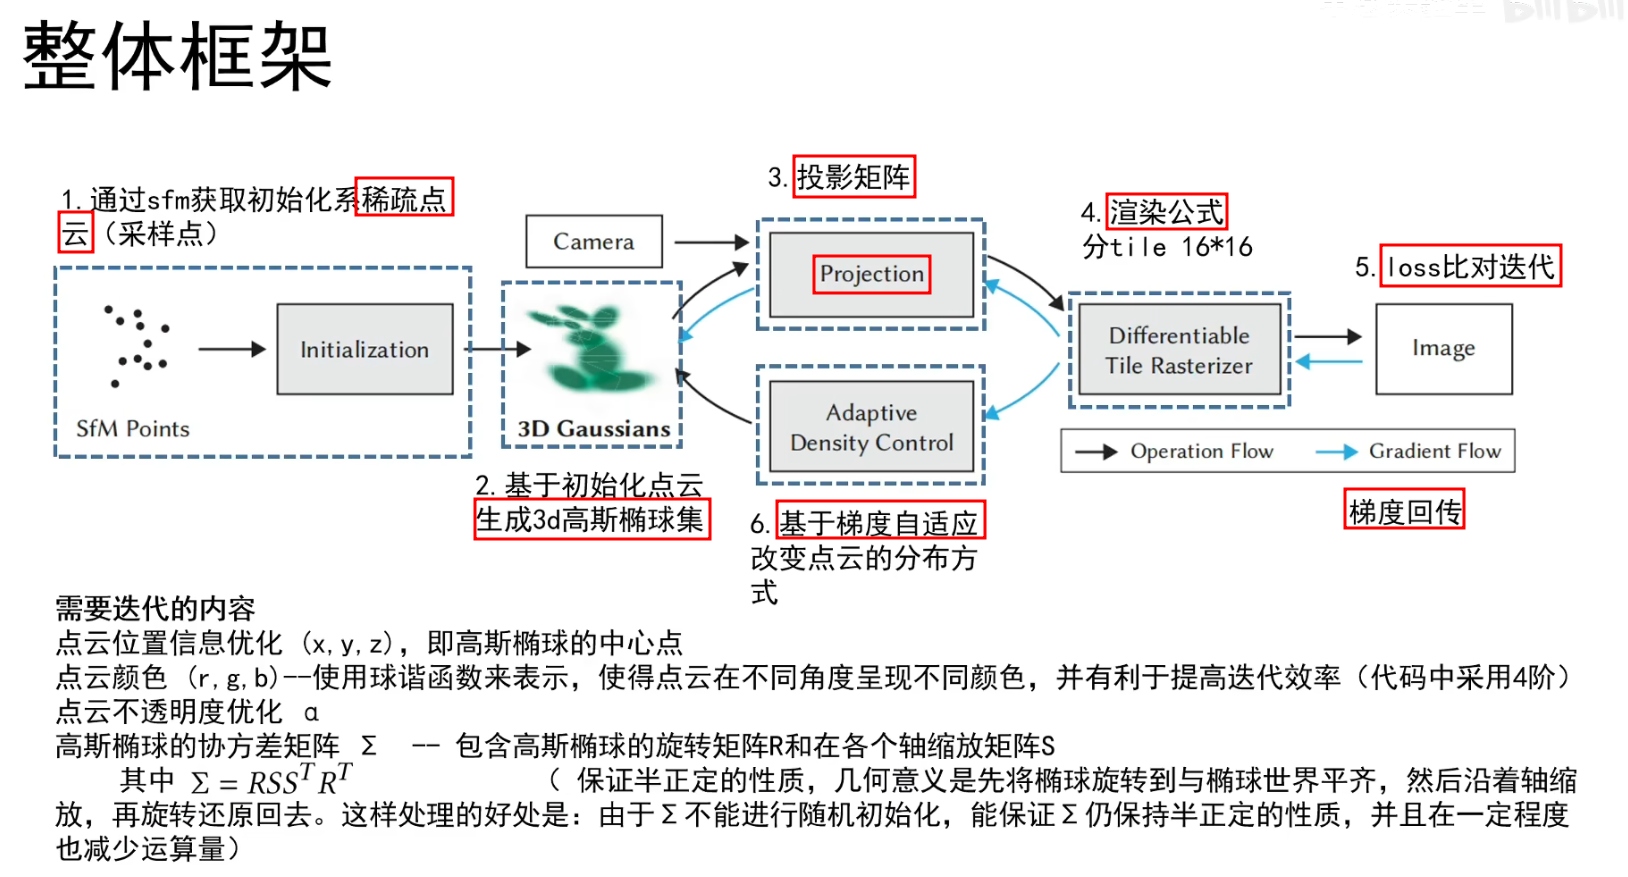 整体框架
1.通过sfm获取初始化系稀疏点
云（采样点）
SfM Points
Initialization
Camera
3D Gaussians
2.基于初始化点云
生成3d高斯椭球集
3.投影矩阵
Projection
Adaptive
Density Control
6.基于梯度自适应
改变点云的分布方
式
4.渲染公式
分tile 16*16
Differentiable
Tile Rasterizer
5.loss比对迭代
Image
Operation Flow
Gradient Flow
梯度回传
需要迭代的内容
点云位置信息优化 (x,y,z), 即高斯椭球的中心点
点云颜色 (r,g,b)--使用球谐函数来表示，使得点云在不同角度呈现不同颜色，并有利于提高迭代效率（代码中采用4阶）
点云不透明度优化 α
高斯椭球的协方差矩阵 Σ -- 包含高斯椭球的旋转矩阵R和在各个轴缩放矩阵S
其中 Σ = RSSᵀRᵀ （ 保证半正定的性质，几何意义是先将椭球旋转到与椭球世界平齐，然后沿着轴缩
放，再旋转还原回去。这样处理的好处是：由于Σ不能进行随机初始化，能保证Σ仍保持半正定的性质，并且在一定程度
也减少运算量）